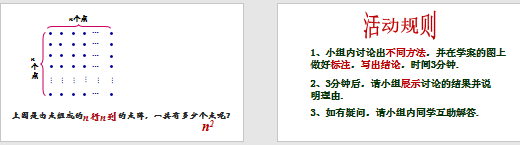 n个点
n
个
点
上图是由点组成的n行n列的点阵，一共有多少个点呢？
n²
活动规则
1、小组内讨论出不同方法，并在学案的图上
做好标注，写出结论，时间3分钟.
2、3分钟后，请小组展示讨论的结果并说
明理由.
3、如有疑问，请小组内同学互助解答.